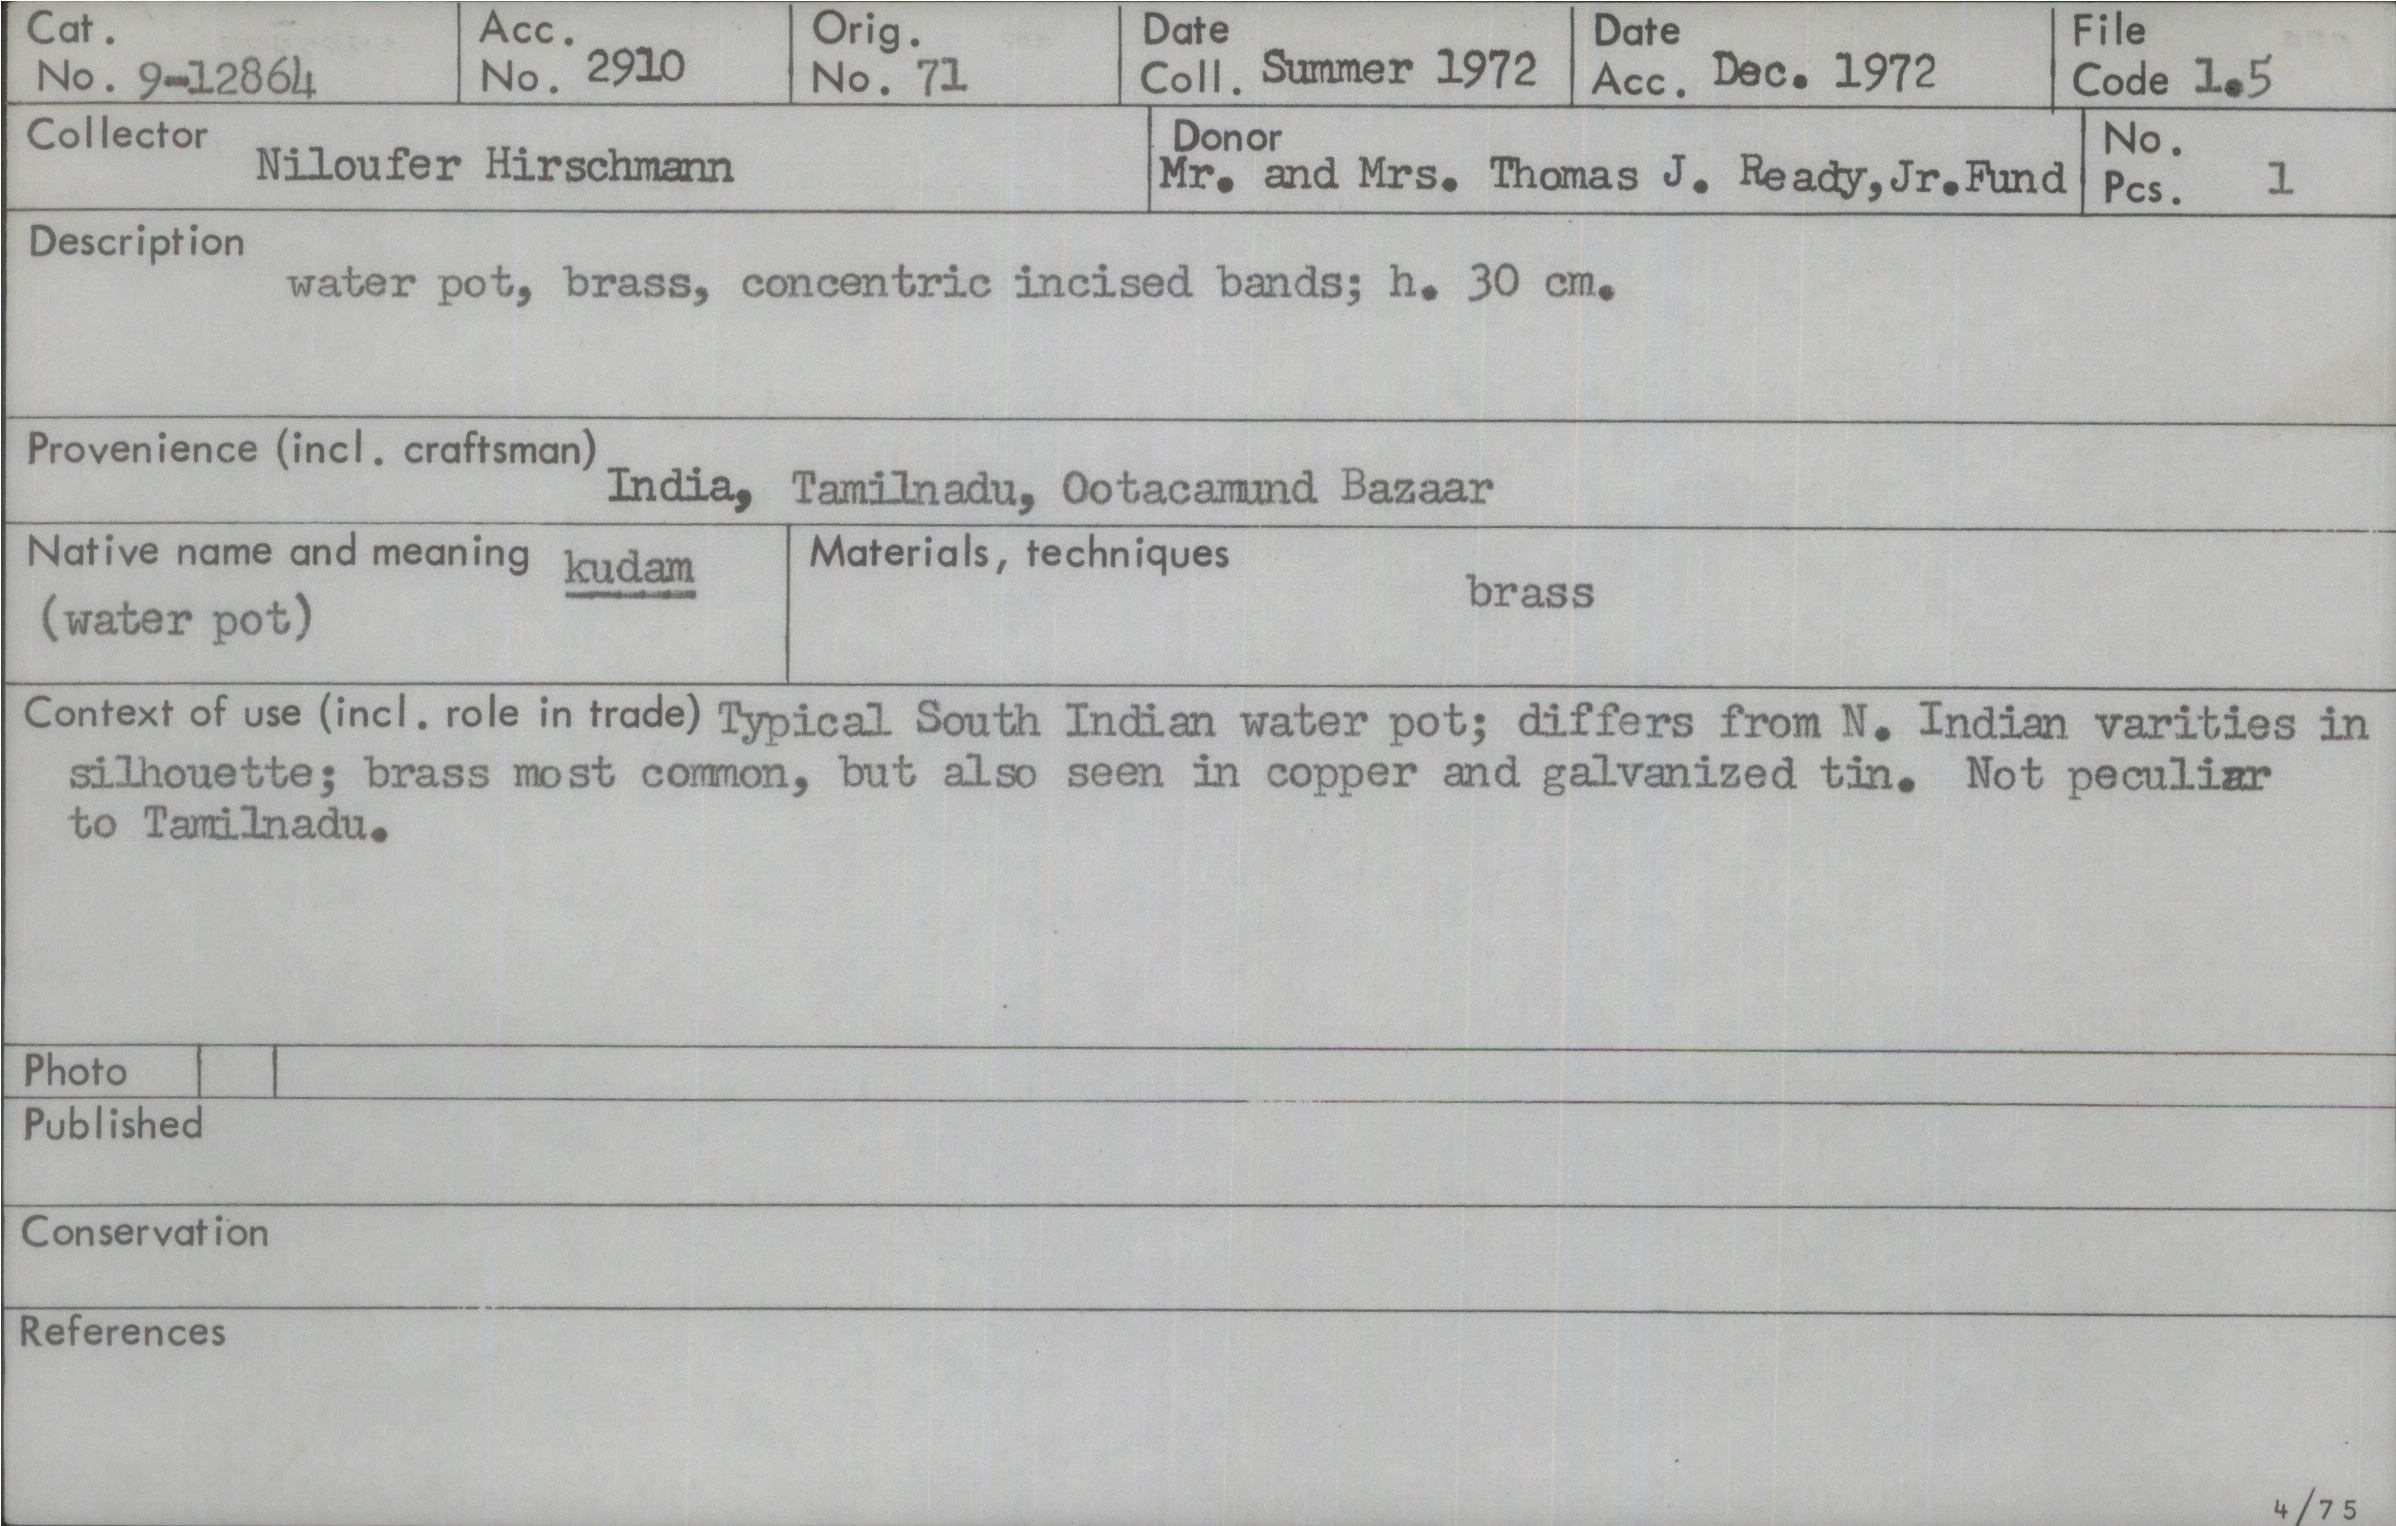 Cat. No. 9-12864
Acc. No. 2910
Orig. No. 71
Date Coll. Summer 1972
Date Acc. Dec. 1972
File Code 1.5
Collector Niloufer Hirschmann
Donor
Mr. and Mrs. Thomas J. Ready,Jr.Fund
No. Pcs. 1
Description
water pot, brass, concentric incised bands; h. 30 cm.
Provenience (incl. craftsman)
India, Tamilnadu, Ootacamund Bazaar
Native name and meaning kudam
(water pot)
Materials, techniques
brass
Context of use (incl. role in trade) Typical South Indian water pot; differs from N. Indian varities in
silhouette; brass most common, but also seen in copper and galvanized tin. Not peculiar
to Tamilnadu.
Photo
Published
Conservation
References
4/75